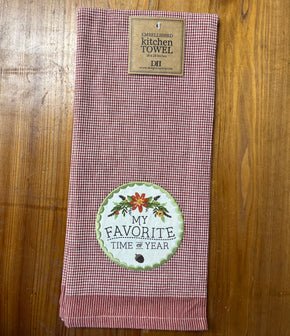 EMBELLISHED
kitchen
TOWEL
DII
MY
FAVORITE
TIME OF YEAR